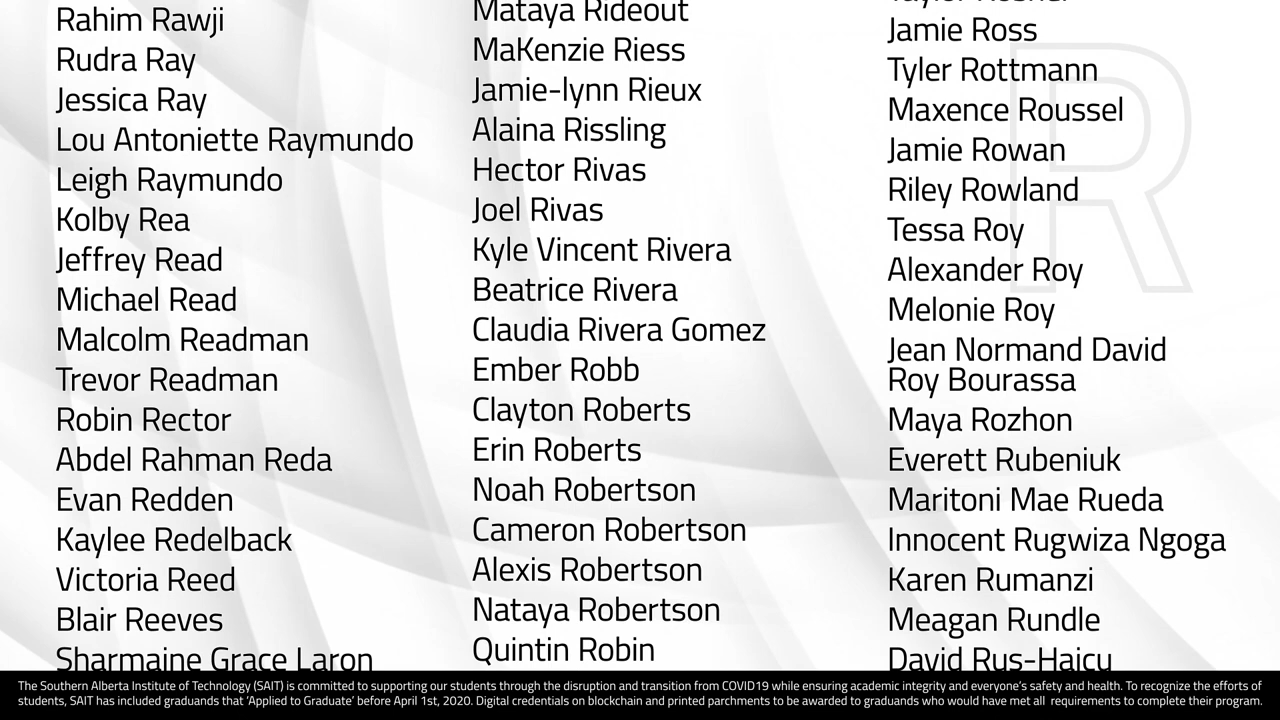 Rahim Rawji
Rudra Ray
Jessica Ray
Lou Antoniette Raymundo
Leigh Raymundo
Kolby Rea
Jeffrey Read
Michael Read
Malcolm Readman
Trevor Readman
Robin Rector
Abdel Rahman Reda
Evan Redden
Kaylee Redelback
Victoria Reed
Blair Reeves
Sharmaine Grace Laron
Mataya Rideout
MaKenzie Riess
Jamie-lynn Rieux
Alaina Rissling
Hector Rivas
Joel Rivas
Kyle Vincent Rivera
Beatrice Rivera
Claudia Rivera Gomez
Ember Robb
Clayton Roberts
Erin Roberts
Noah Robertson
Cameron Robertson
Alexis Robertson
Nataya Robertson
Quintin Robin
Jamie Ross
Tyler Rottmann
Maxence Roussel
Jamie Rowan
Riley Rowland
Tessa Roy
Alexander Roy
Melonie Roy
Jean Normand David
Roy Bourassa
Maya Rozhon
Everett Rubeniuk
Maritoni Mae Rueda
Innocent Rugwiza Ngoga
Karen Rumanzi
Meagan Rundle
David Rus-Haicu
R
The Southern Alberta Institute of Technology (SAIT) is committed to supporting our students through the disruption and transition from COVID19 while ensuring academic integrity and everyone's safety and health. To recognize the efforts of
students, SAIT has included graduands that 'Applied to Graduate' before April 1st, 2020. Digital credentials on blockchain and printed parchments to be awarded to graduands who would have met all requirements to complete their program.